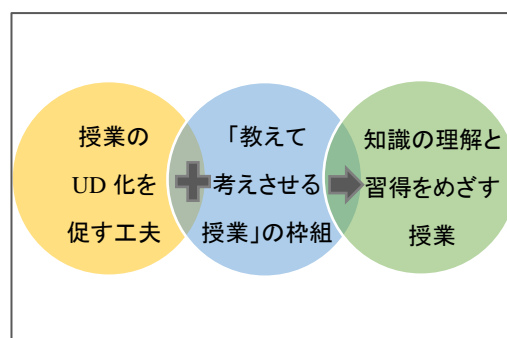 授業の
UD 化を
促す工夫
「教えて
考えさせる
授業」の枠組
知識の理解と
習得をめざす
授業